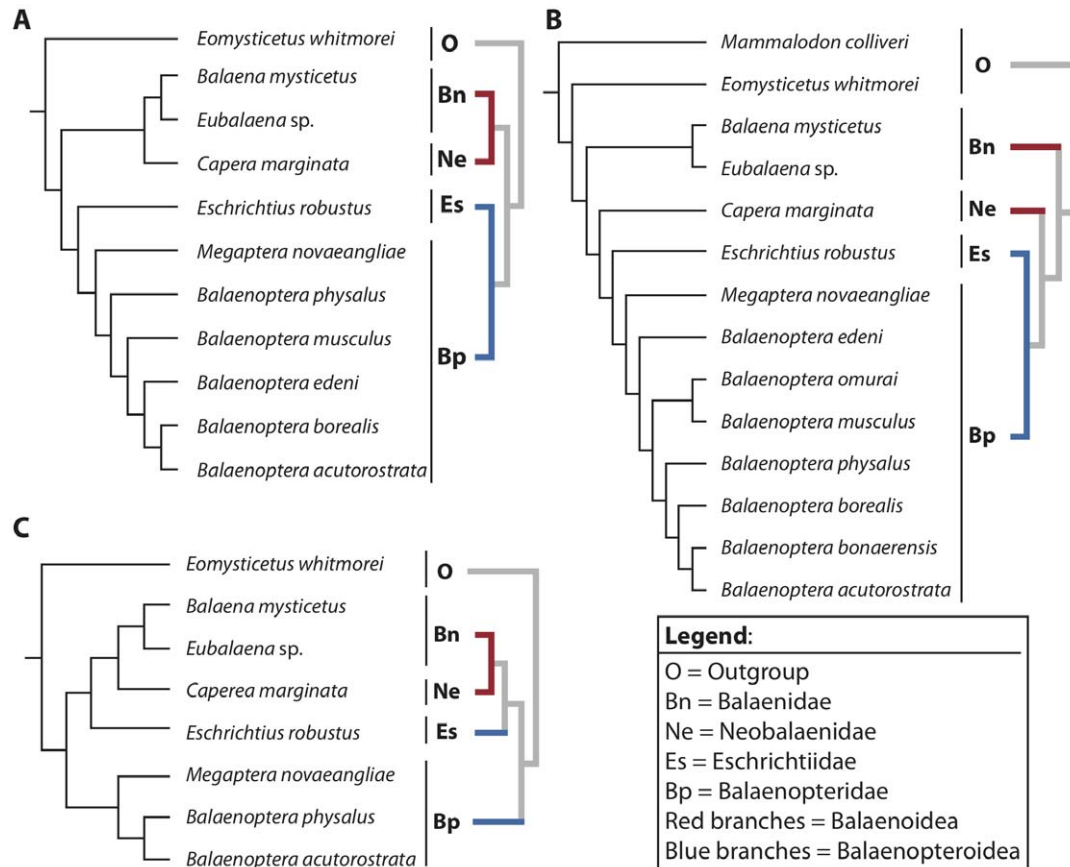 A
Eomysticetus whitmorei
Balaena mysticetus
Eubalaena sp.
Capera marginata
Eschrichtius robustus
Megaptera novaeangliae
Balaenoptera physalus
Balaenoptera musculus
Balaenoptera edeni
Balaenoptera borealis
Balaenoptera acutorostrata
O
Bn
Ne
Es
Bp
B
Mammalodon colliveri
Eomysticetus whitmorei
Balaena mysticetus
Eubalaena sp.
Capera marginata
Eschrichtius robustus
Megaptera novaeangliae
Balaenoptera edeni
Balaenoptera omurai
Balaenoptera musculus
Balaenoptera physalus
Balaenoptera borealis
Balaenoptera bonaerensis
Balaenoptera acutorostrata
O
Bn
Ne
Es
Bp
C
Eomysticetus whitmorei
Balaena mysticetus
Eubalaena sp.
Caperea marginata
Eschrichtius robustus
Megaptera novaeangliae
Balaenoptera physalus
Balaenoptera acutorostrata
O
Bn
Ne
Es
Bp
Legend:
O = Outgroup
Bn = Balaenidae
Ne = Neobalaenidae
Es = Eschrichtiidae
Bp = Balaenopteridae
Red branches = Balaenoidea
Blue branches = Balaenopteroidea